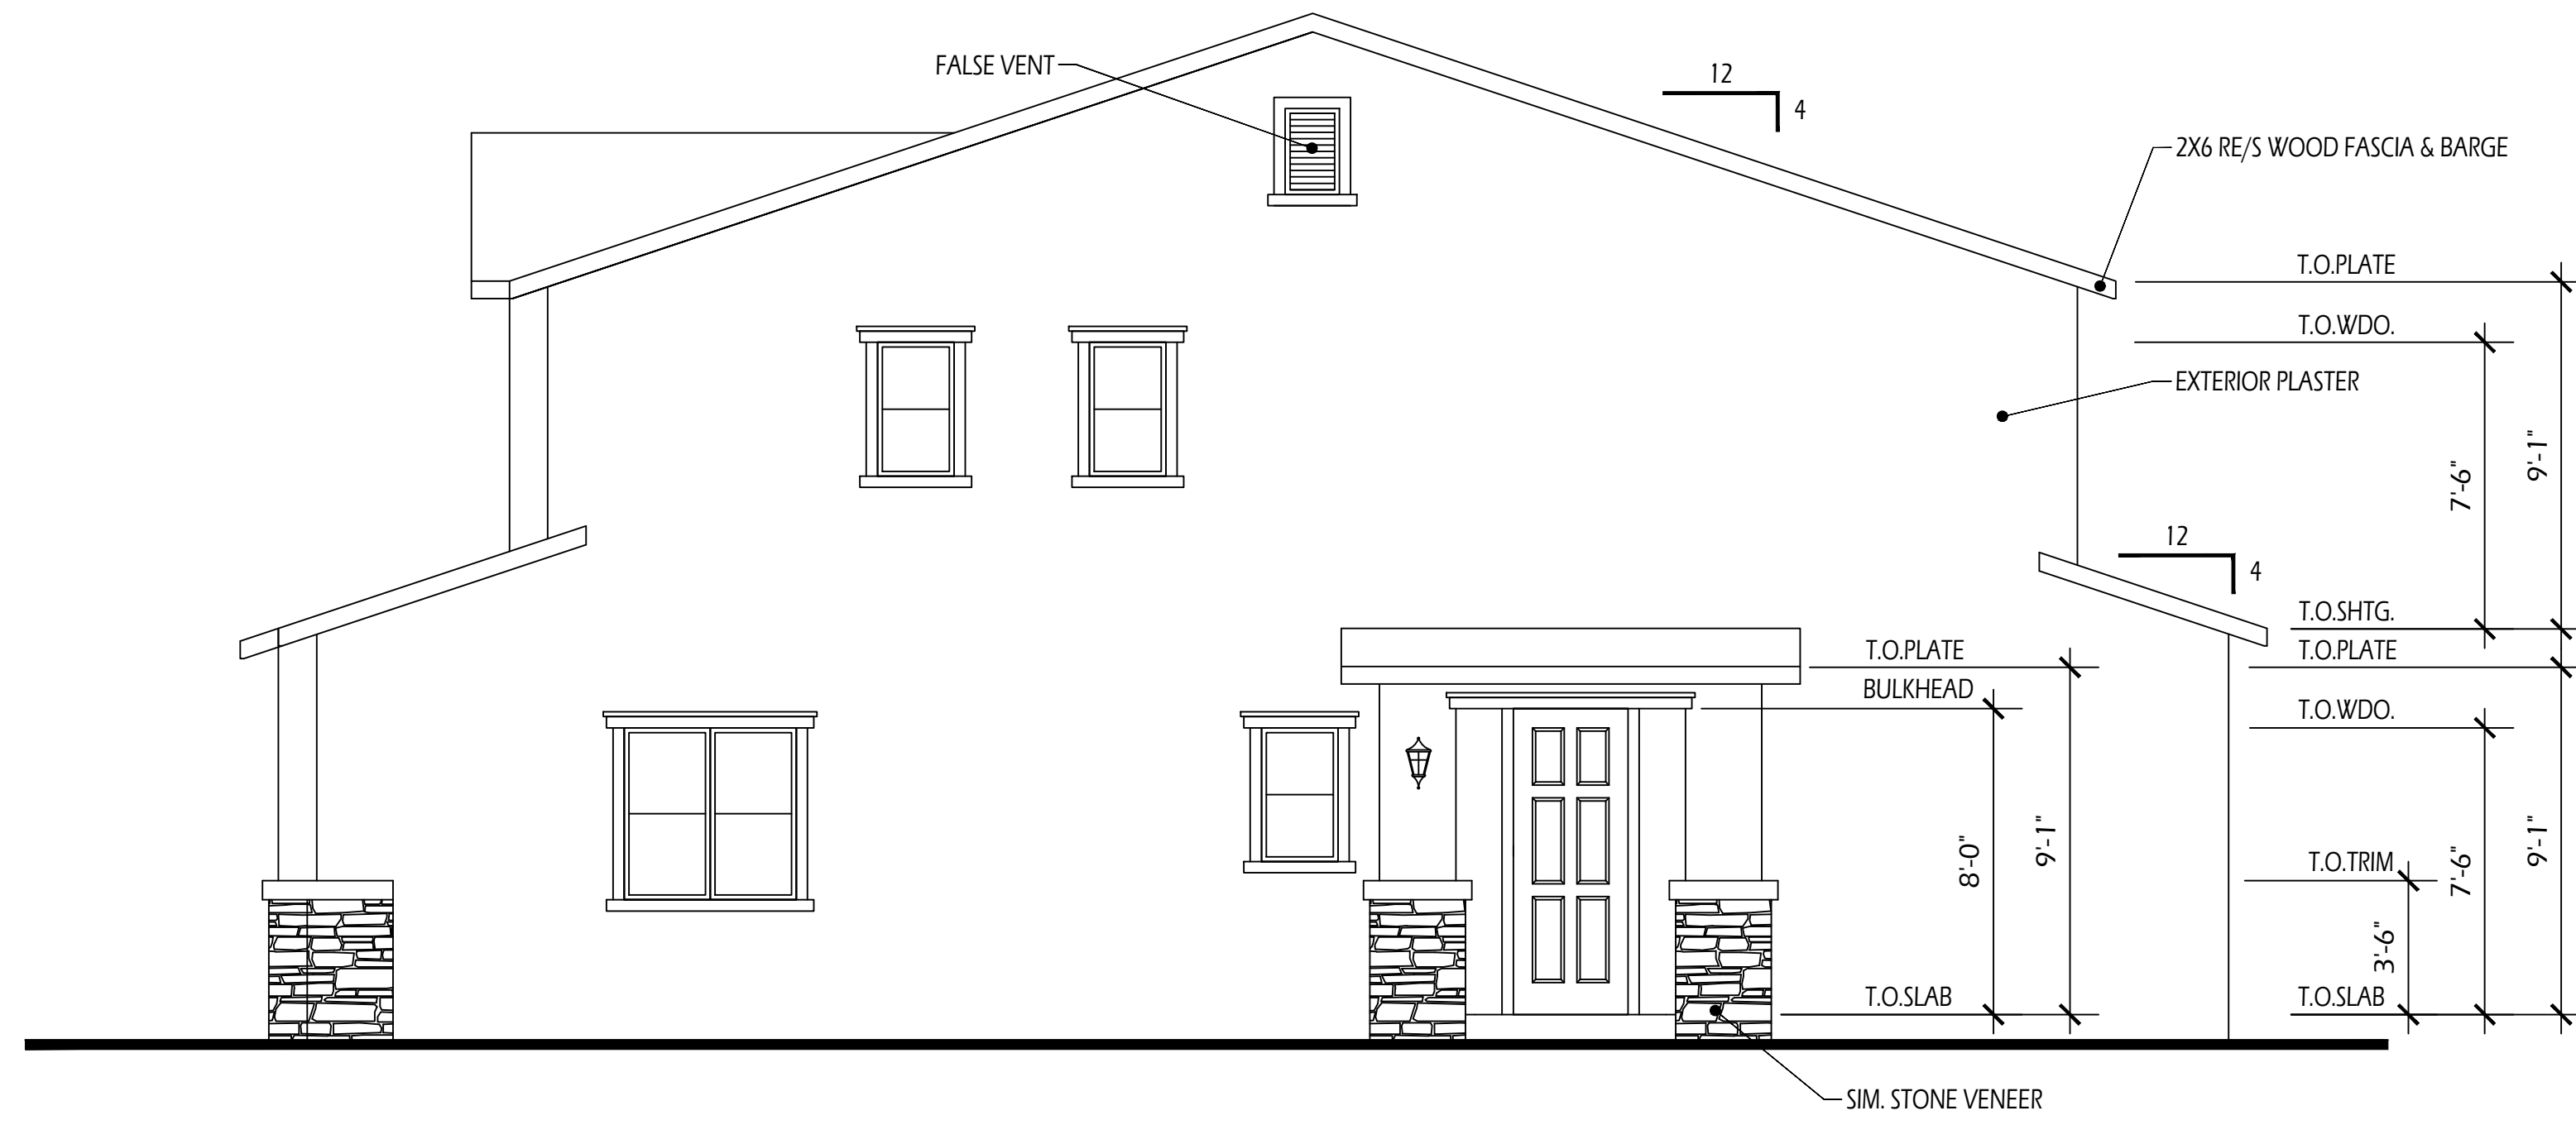 FALSE VENT
12
4
2X6 RE/S WOOD FASCIA & BARGE
T.O.PLATE
T.O.WDO.
EXTERIOR PLASTER
9'-1"
7'-6"
12
4
T.O.SHTG.
T.O.PLATE
T.O.PLATE
BULKHEAD
T.O.WDO.
8'-0"
9'-1"
T.O.TRIM
7'-6"
9'-1"
3'-6"
T.O.SLAB
T.O.SLAB
SIM. STONE VENEER